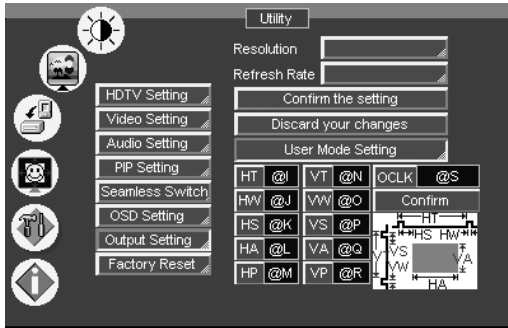 Utility
Resolution
Refresh Rate
HDTV Setting
Confirm the setting
Video Setting
Discard your changes
Audio Setting
User Mode Setting
PIP Setting
HT @I VT @N OCLK @S
Seamless Switch
HW @J VW @O Confirm
OSD Setting
HS @K VS @P
Output Setting
HA @L VA @Q
Factory Reset
HP @M VP @R
HT
HS HW
VT
VS
VW
VA
HA